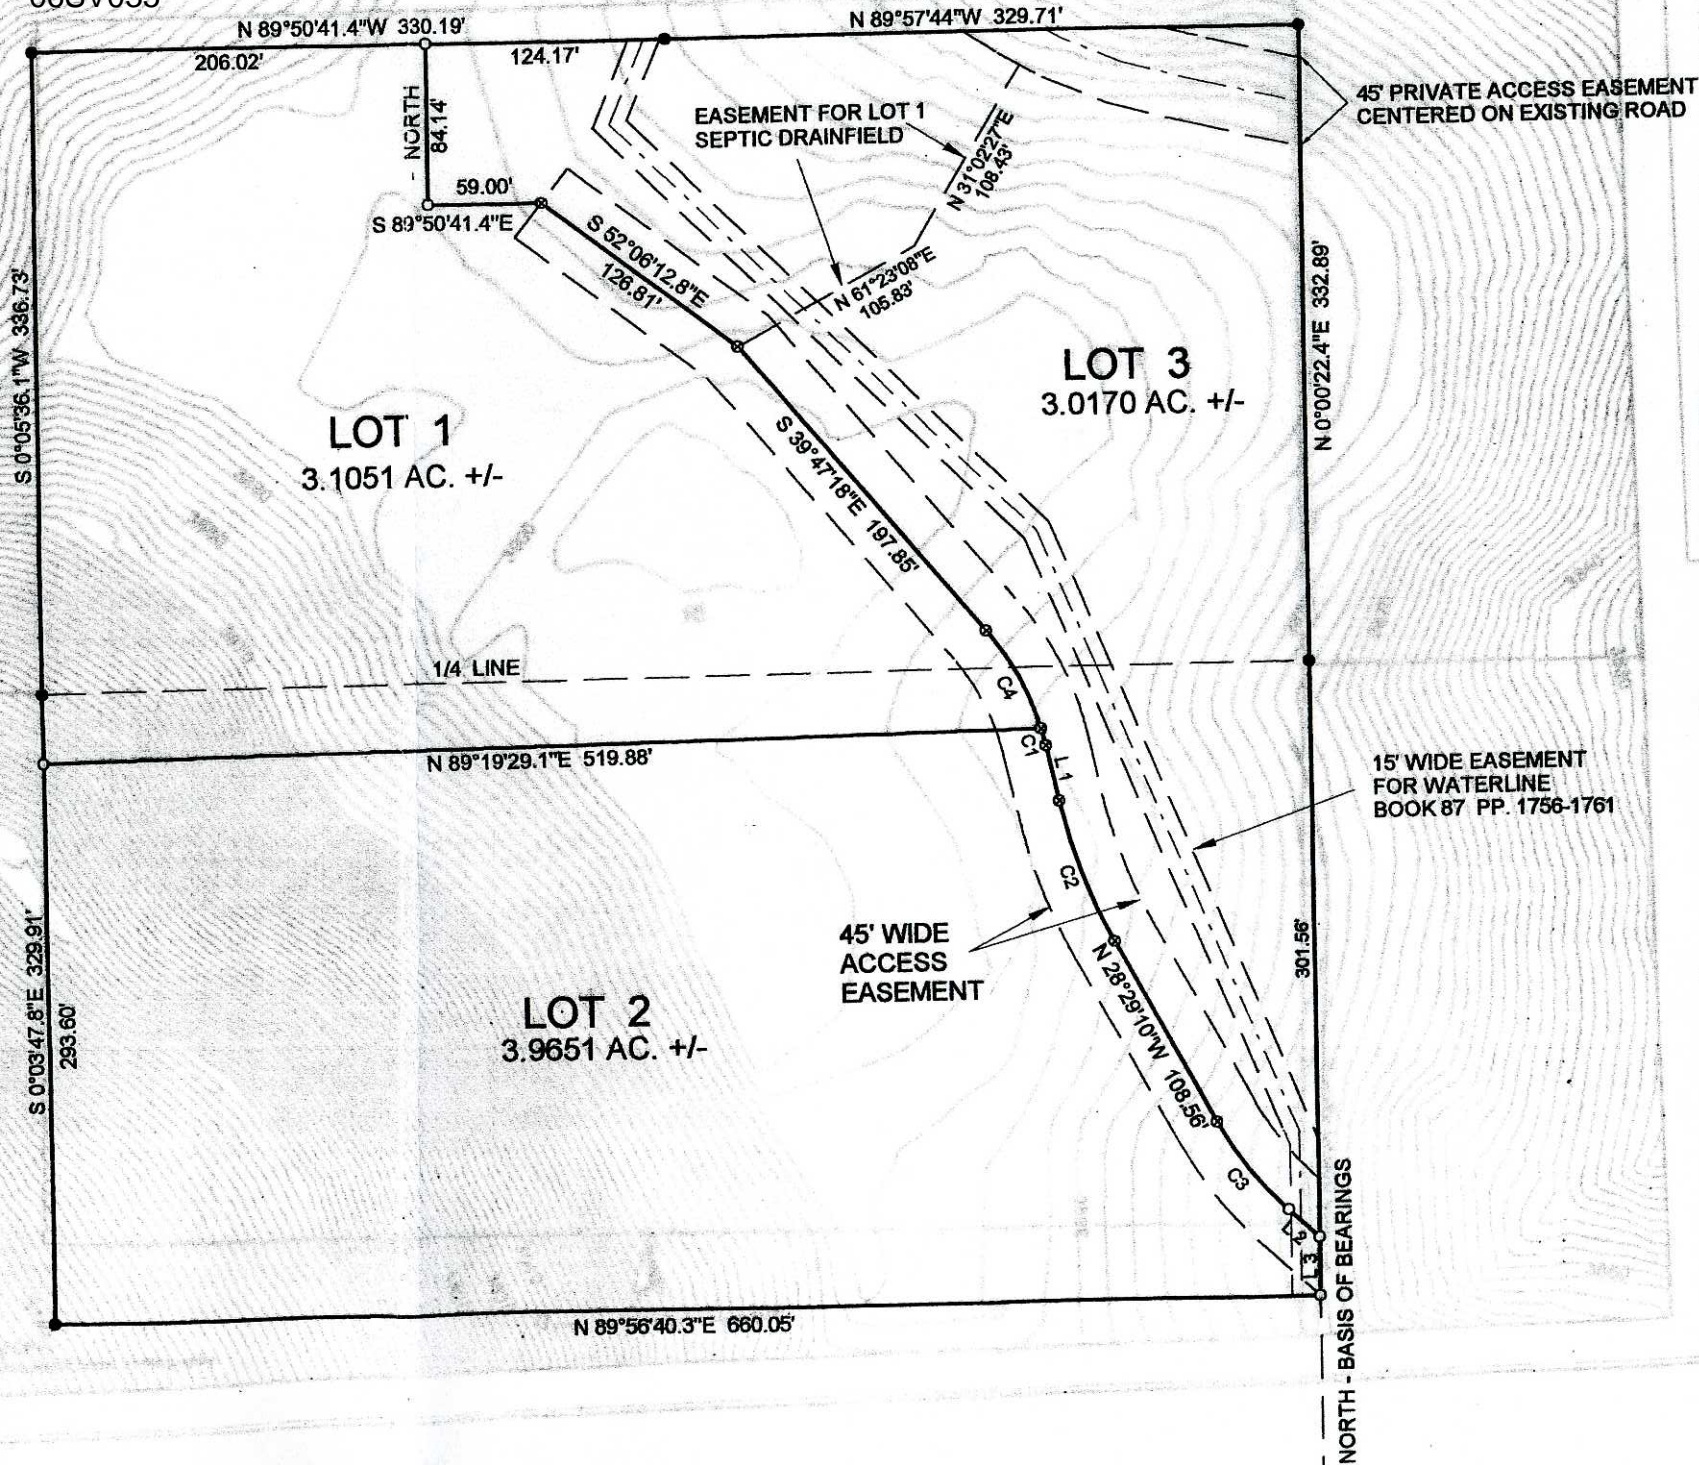 N 89°50'41.4"W 330.19'
N 89°57'44"W 329.71'
206.02'
124.17'
45' PRIVATE ACCESS EASEMENT
CENTERED ON EXISTING ROAD
EASEMENT FOR LOT 1
SEPTIC DRAINFIELD
- NORTH
84.14'
N 31°02'27"E
108.43'
59.00'
S 89°50'41.4"E
S 52°06'12.8"E
126.81'
N 61°23'08"E
105.83'
S 0°05'36.1"W 336.73'
N 0°00'22.4"E 332.89'
LOT 3
3.0170 AC. +/-
LOT 1
3.1051 AC. +/-
S 39°47'18"E 197.85'
1/4 LINE
C4
C1
N 89°19'29.1"E 519.88'
L 1
15' WIDE EASEMENT
FOR WATERLINE
BOOK 87 PP. 1756-1761
C2
45' WIDE
ACCESS
EASEMENT
S 0°03'47.8"E 329.91'
293.60'
301.56'
LOT 2
3.9651 AC. +/-
N 28°29'10"W 108.56'
C3
L 2
L 3
N 89°56'40.3"E 660.05'
NORTH - BASIS OF BEARINGS